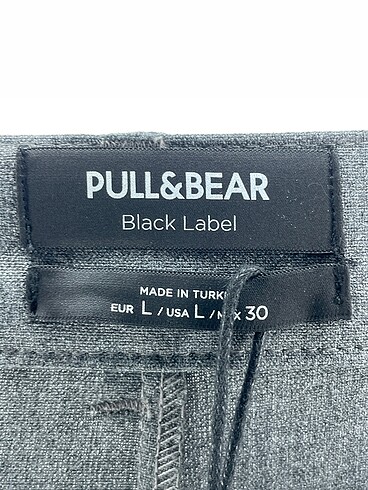 PULL&BEAR
Black Label
MADE IN
EUR L / USA L / 30